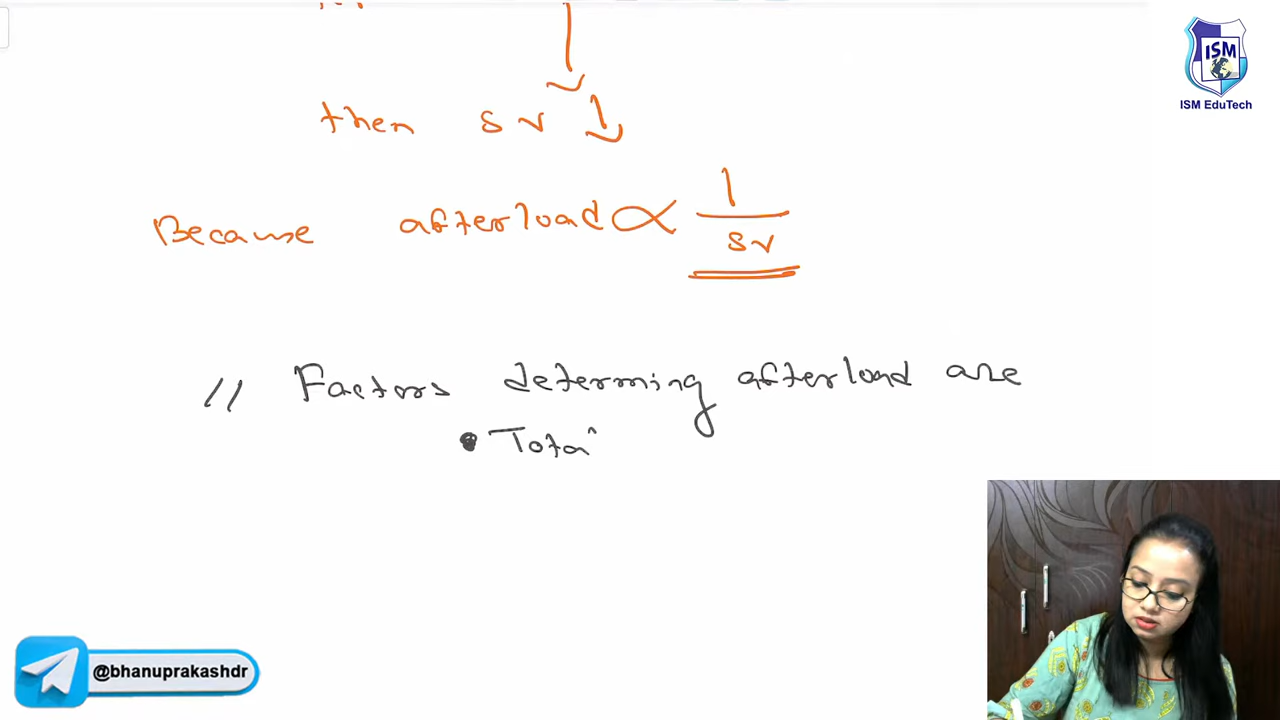 then SV ↓
Because afterload ∝ 1/SV
// Factors determing afterload are
• Tota
ISM
ISM EduTech
@bhanuprakashdr